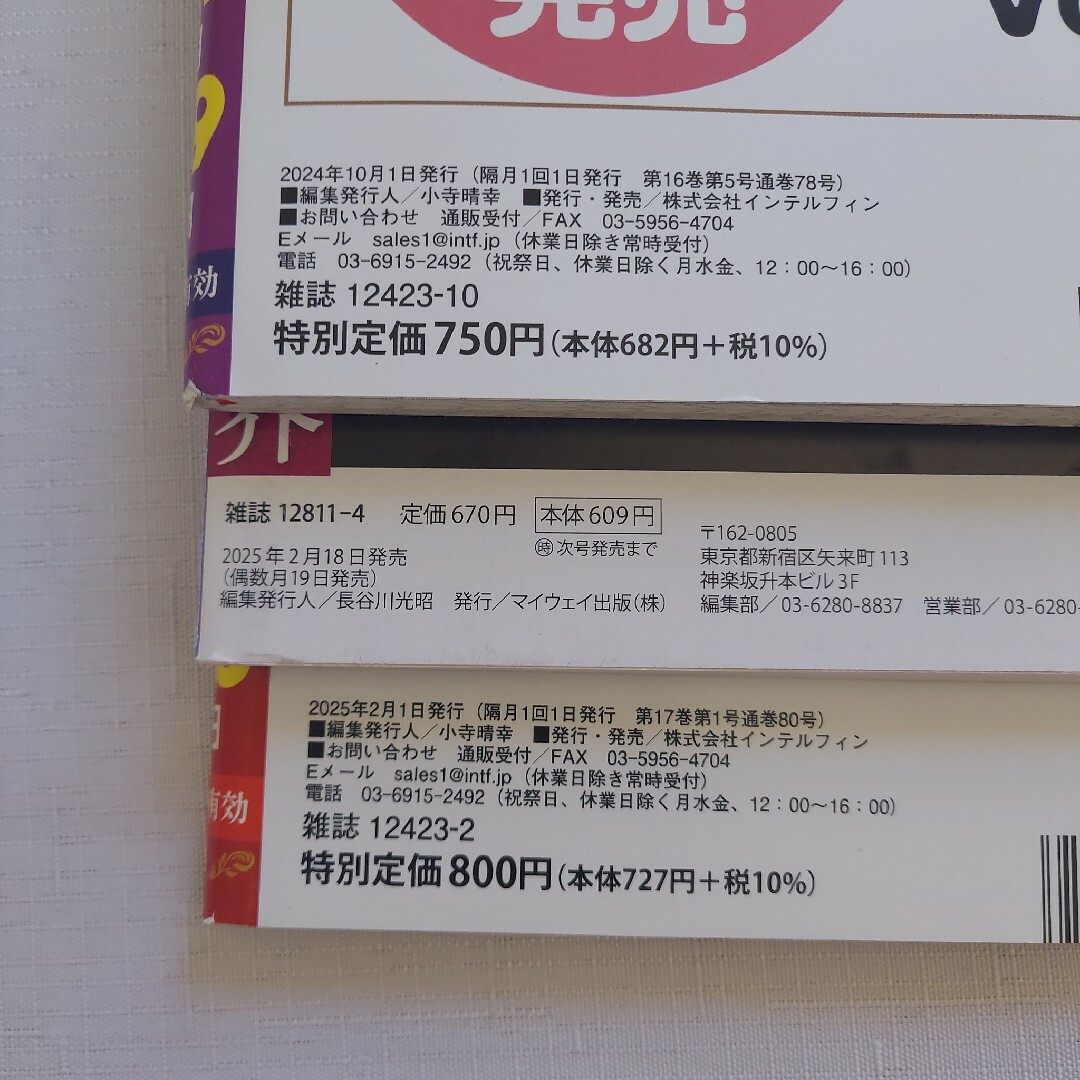 発売
2024年10月1日発行（隔月1回1日発行　第16巻第5号通巻78号）
■編集発行人／小寺晴幸　■発行・発売／株式会社インテルフィン
■お問い合わせ　通販受付／FAX　03-5956-4704
Eメール　sales1@intf.jp（休業日除き常時受付）
電話　03-6915-2492（祝祭日、休業日除く月水金、12：00〜16：00）
雑誌 12423-10
特別定価750円（本体682円＋税10%）
有効
雑誌 12811-4　定価670円　本体609円
㊕次号発売まで
2025年2月18日発売
（偶数月19日発売）
編集発行人／長谷川光昭　発行／マイウェイ出版（株）
〒162-0805
東京都新宿区矢来町113
神楽坂升本ビル3F
編集部／03-6280-8837　営業部／03-6280-
2025年2月1日発行（隔月1回1日発行　第17巻第1号通巻80号）
■編集発行人／小寺晴幸　■発行・発売／株式会社インテルフィン
■お問い合わせ　通販受付／FAX　03-5956-4704
Eメール　sales1@intf.jp（休業日除き常時受付）
電話　03-6915-2492（祝祭日、休業日除く月水金、12：00〜16：00）
雑誌 12423-2
特別定価800円（本体727円＋税10%）
有効